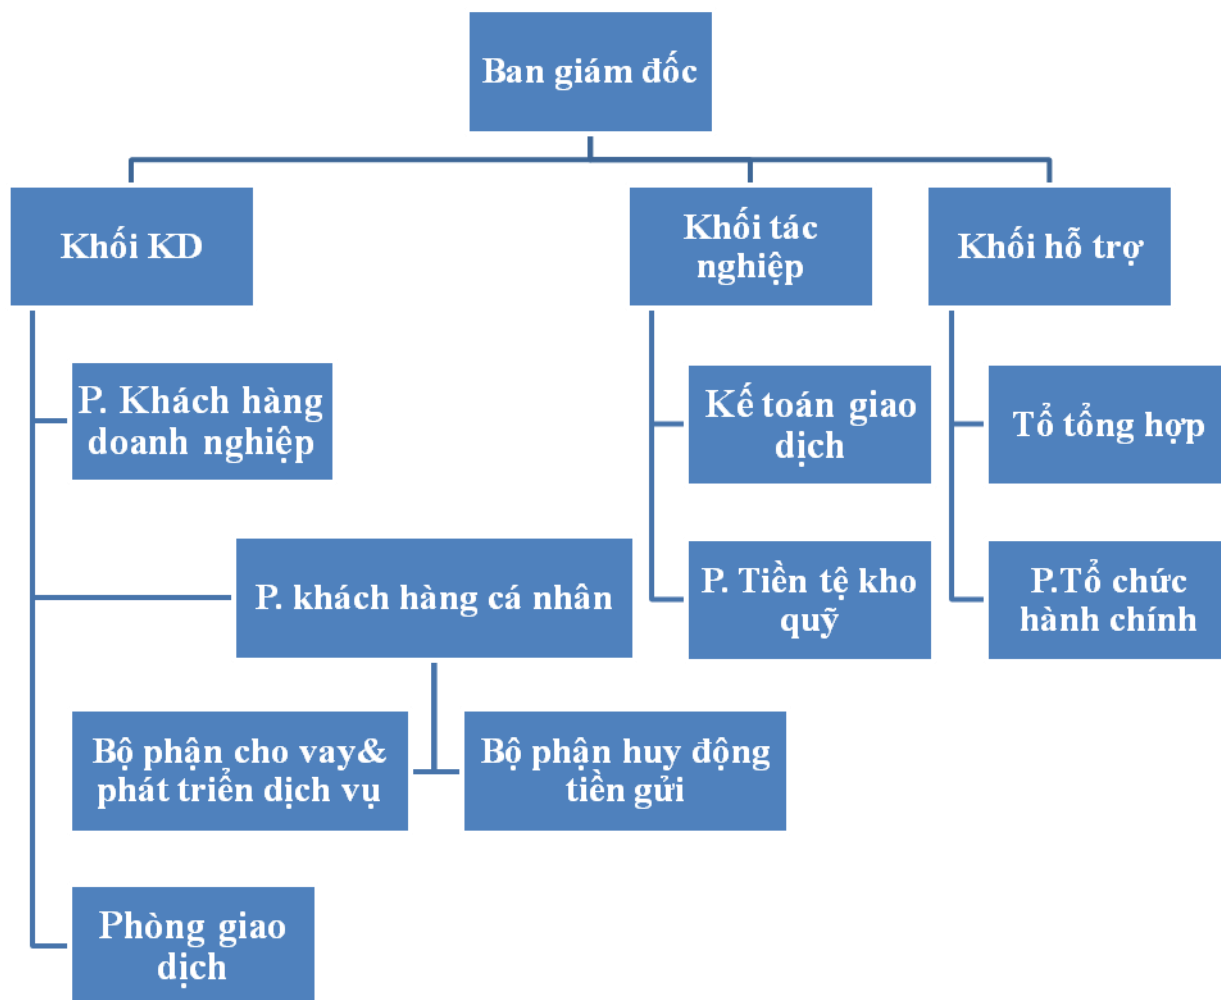 Ban giám đốc
Khối KD
Khối tác
nghiệp
Khối hỗ trợ
P. Khách hàng
doanh nghiệp
Kế toán giao
dịch
Tổ tổng hợp
P. khách hàng cá nhân
P. Tiền tệ kho
quỹ
P.Tổ chức
hành chính
Bộ phận cho vay&
phát triển dịch vụ
Bộ phận huy động
tiền gửi
Phòng giao
dịch